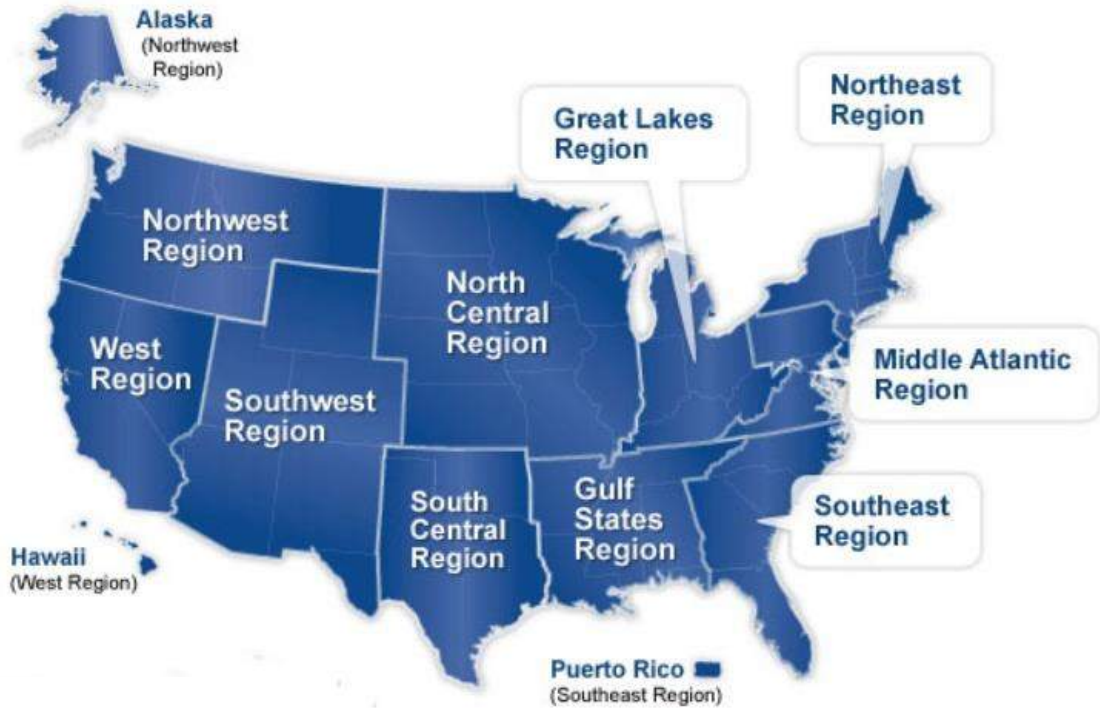 Alaska
(Northwest
Region)
Northeast
Region
Great Lakes
Region
Northwest
Region
North
Central
Region
West
Region
Middle Atlantic
Region
Southwest
Region
South
Central
Region
Gulf
States
Region
Southeast
Region
Hawaii
(West Region)
Puerto Rico
(Southeast Region)